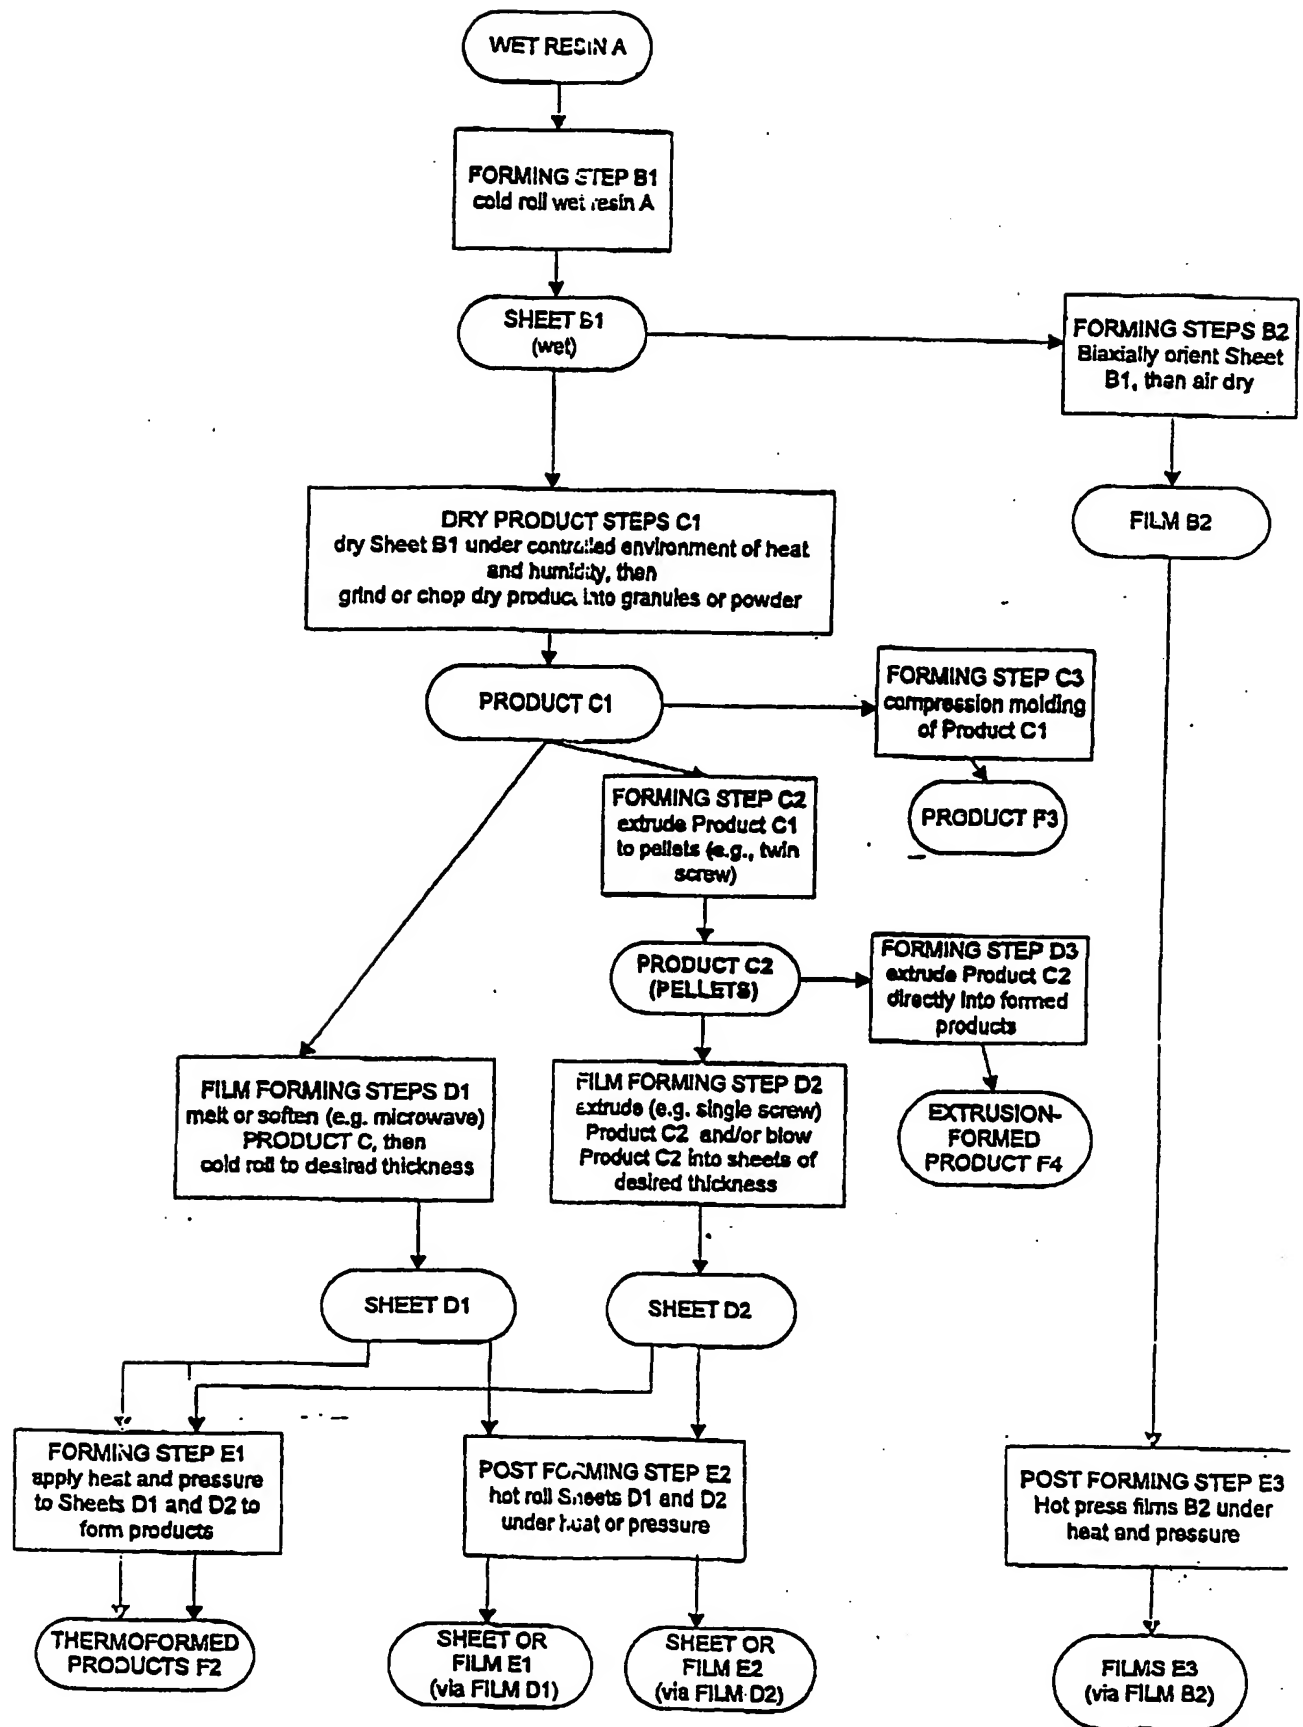 WET RESIN A
FORMING STEP B1
cold roll wet resin A
SHEET B1
(wet)
FORMING STEPS B2
Biaxially orient Sheet
B1, then air dry
FILM B2
DRY PRODUCT STEPS C1
dry Sheet B1 under controlled environment of heat
and humidity, then
grind or chop dry product into granules or powder
PRODUCT C1
FORMING STEP C3
compression molding
of Product C1
PRODUCT F3
FORMING STEP C2
extrude Product C1
to pellets (e.g., twin
screw)
PRODUCT C2
(PELLETS)
FORMING STEP D3
extrude Product C2
directly into formed
products
EXTRUSION-
FORMED
PRODUCT F4
FILM FORMING STEPS D1
melt or soften (e.g. microwave)
PRODUCT C, then
cold roll to desired thickness
FILM FORMING STEP D2
extrude (e.g. single screw)
Product C2 and/or blow
Product C2 into sheets of
desired thickness
SHEET D1
SHEET D2
FORMING STEP E1
apply heat and pressure
to Sheets D1 and D2 to
form products
POST FORMING STEP E2
hot roll Sheets D1 and D2
under heat or pressure
POST FORMING STEP E3
Hot press films B2 under
heat and pressure
THERMOFORMED
PRODUCTS F2
SHEET OR
FILM E1
(via FILM D1)
SHEET OR
FILM E2
(via FILM D2)
FILMS E3
(via FILM B2)